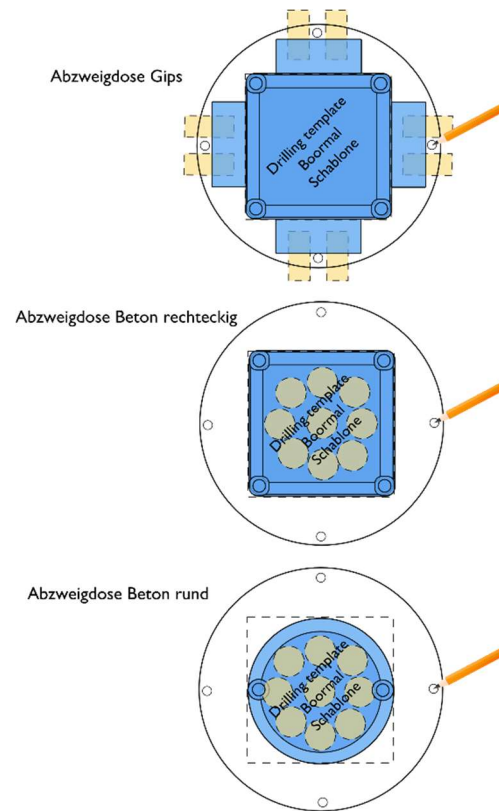 Abzweigdose Gips
Drilling template
Boormal
Schablone
Abzweigdose Beton rechteckig
Drilling template
Boormal
Schablone
Abzweigdose Beton rund
Drilling template
Boormal
Schablone